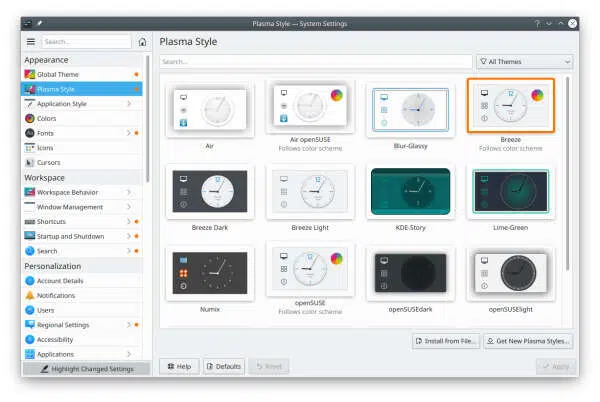 Plasma Style — System Settings
Search...
Plasma Style
Appearance
Global Theme
Plasma Style
Application Style
Colors
Fonts
Icons
Cursors
Workspace
Workspace Behavior
Window Management
Shortcuts
Startup and Shutdown
Search
Personalization
Account Details
Notifications
Users
Regional Settings
Accessibility
Applications
Highlight Changed Settings
Search...
All Themes
Air
Air openSUSE
Follows color scheme
Blur-Glassy
Breeze
Follows color scheme
Breeze Dark
Breeze Light
KDE-Story
Lime-Green
Numix
openSUSE
Follows color scheme
openSUSEdark
openSUSElight
Install from File...
Get New Plasma Styles...
Help
Defaults
Reset
Apply